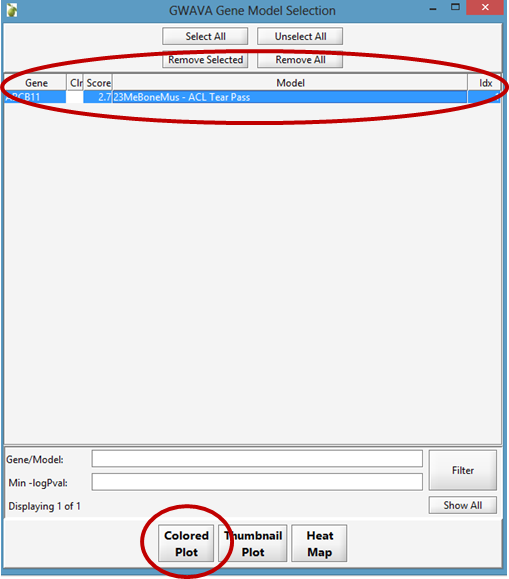 GWAVA Gene Model Selection
Select All Unselect All
Remove Selected Remove All
Gene Clr Score Model Idx
ABCB11 2.7 23MeBoneMus - ACL Tear Pass
Gene/Model:
Min -logPval:
Filter
Displaying 1 of 1
Show All
Colored Plot
Thumbnail Plot
Heat Map